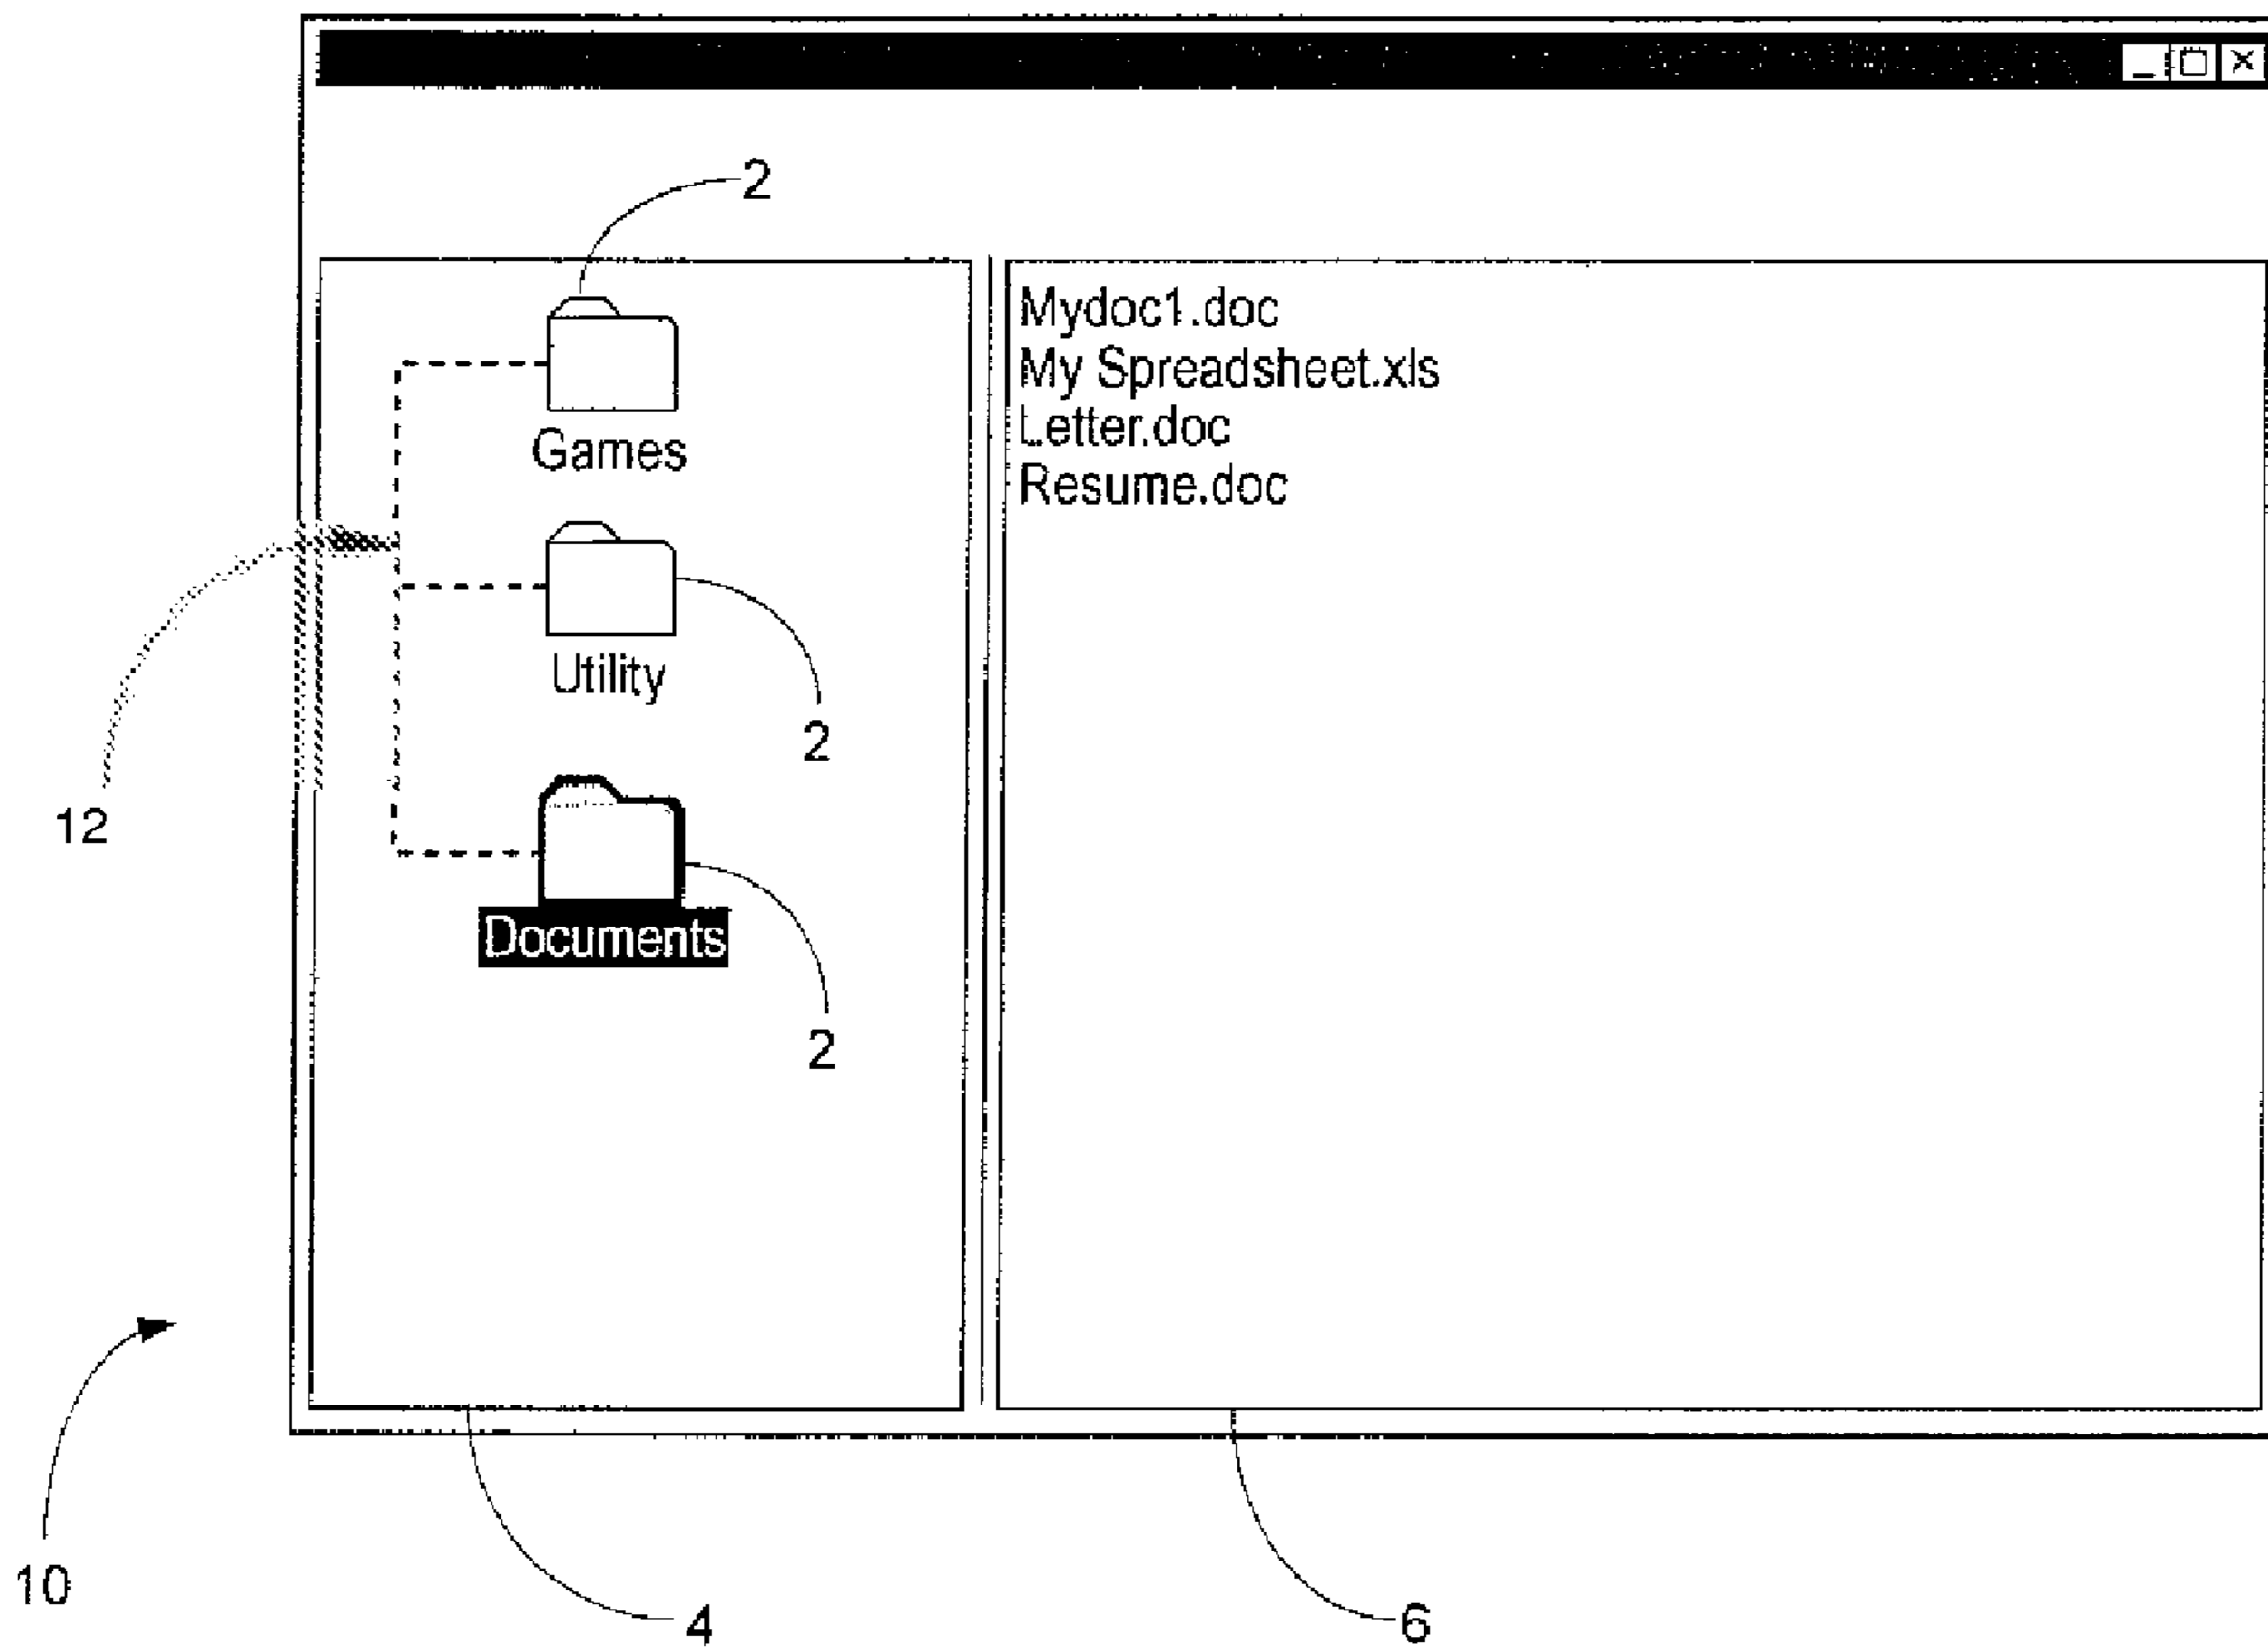 2
Mydoc1.doc
My Spreadsheet.xls
Letter.doc
Resume.doc
Games
Utility
2
12
Documents
2
10
4
6